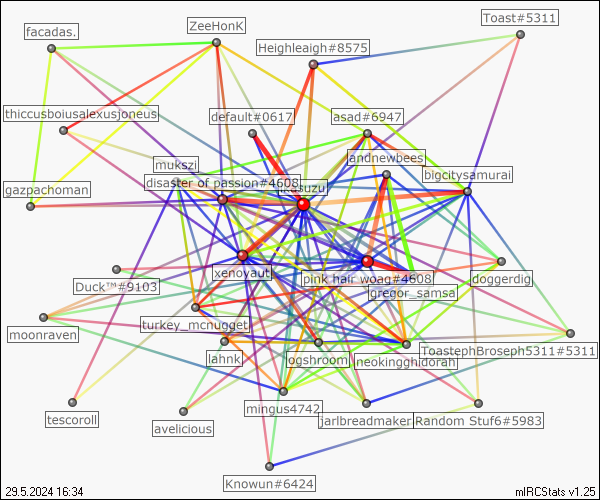 Toast#5311
ZeeHonK
facadas.
Heighleaigh#8575
thiccusboiusalexusjoneus
default#0617
asad#6947
andnewbees
mukszi
bigcitysamurai
disaster of passion#4608
gazpachoman
xenoyaut
pink hair woag#4608
doggerdig
Duck™#9103
gregor_samsa
moonraven
turkey_mcnugget
ToastephBroseph5311#5311
lahnk
ogshroom
neokingghidorah
mingus4742
tescoroll
jarlbreadmaker
Random Stuf6#5983
avelicious
Knowun#6424
29.5.2024 16:34
mIRCStats v1.25